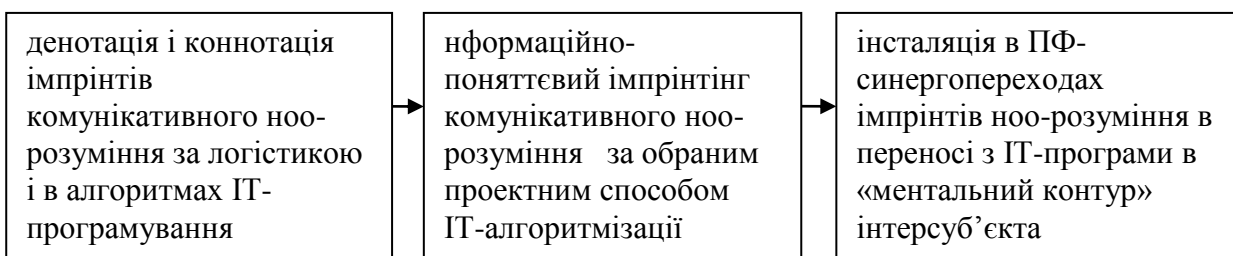 денотація і коннотація
імпрінтів
комунікативного ноо-
розуміння за логістикою
і в алгоритмах ІТ-
програмування
нформаційно-
поняттєвий імпрінтінг
комунікативного ноо-
розуміння за обраним
проектним способом
ІТ-алгоритмізації
інсталяція в ПФ-
синергопереходах
імпрінтів ноо-розуміння в
переносі з ІТ-програми в
«ментальний контур»
інтерсуб’єкта